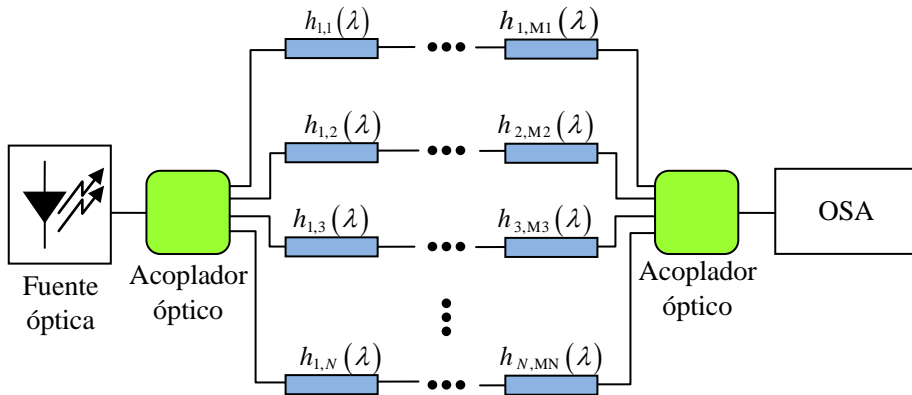 h1,1(λ)
h1,M1(λ)
h1,2(λ)
h2,M2(λ)
h1,3(λ)
h3,M3(λ)
h1,N(λ)
hN,MN(λ)
Fuente
óptica
Acoplador
óptico
Acoplador
óptico
OSA